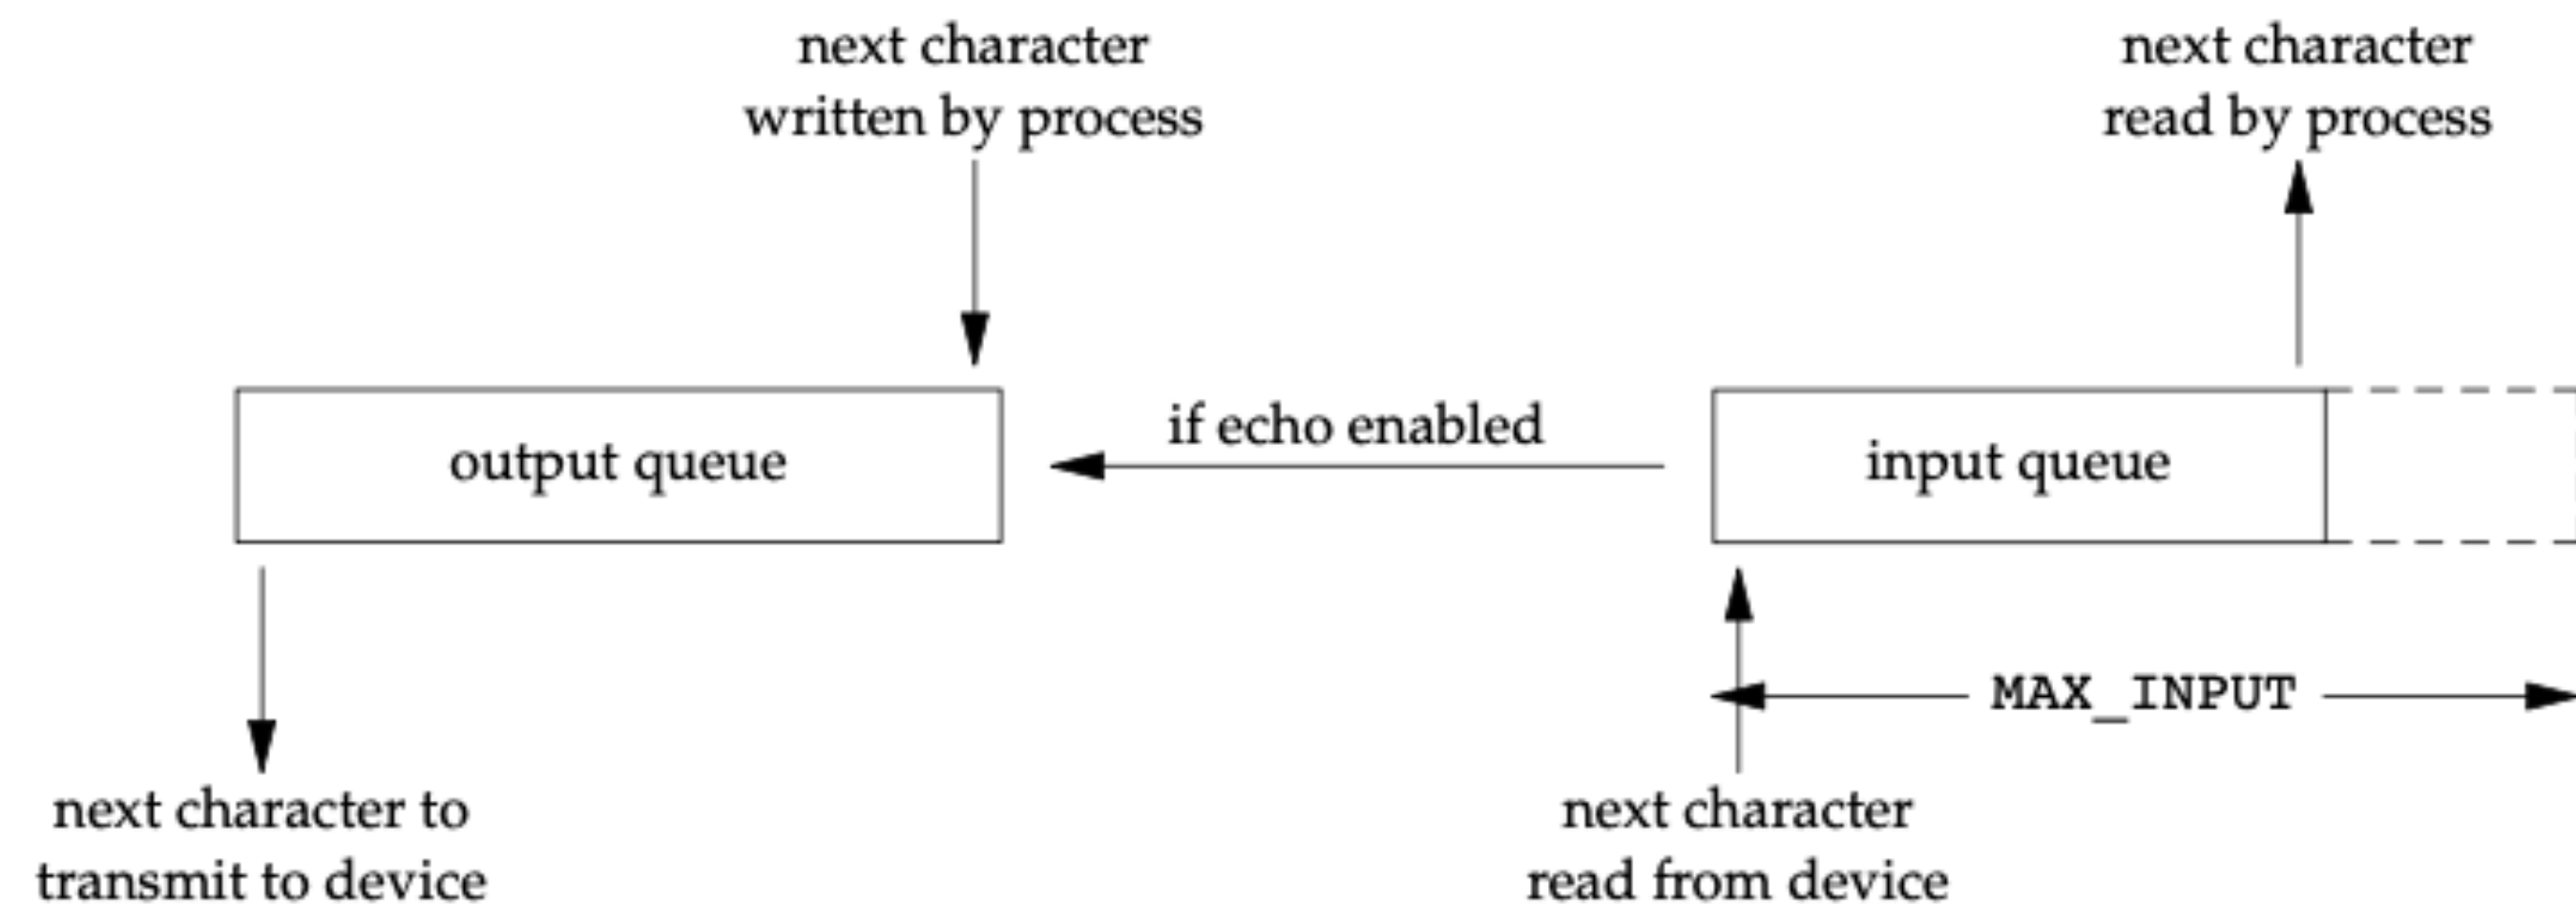 next character
written by process
next character
read by process
if echo enabled
output queue
input queue
MAX_INPUT
next character to
transmit to device
next character
read from device